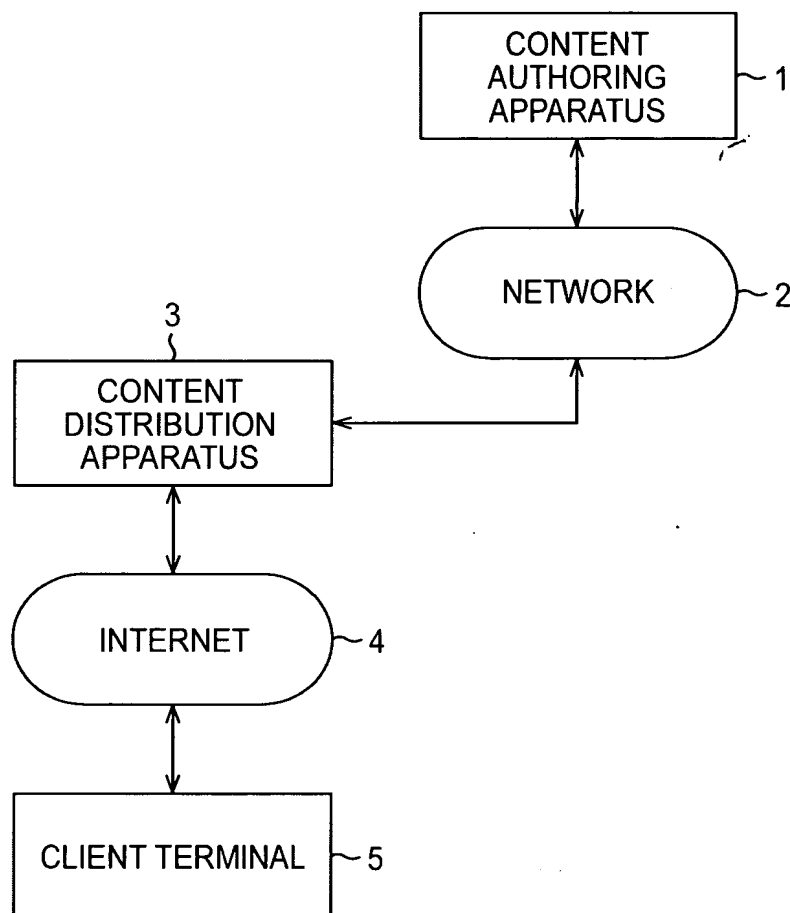 CONTENT
AUTHORING
APPARATUS
1
NETWORK
2
3
CONTENT
DISTRIBUTION
APPARATUS
INTERNET
4
CLIENT TERMINAL
5